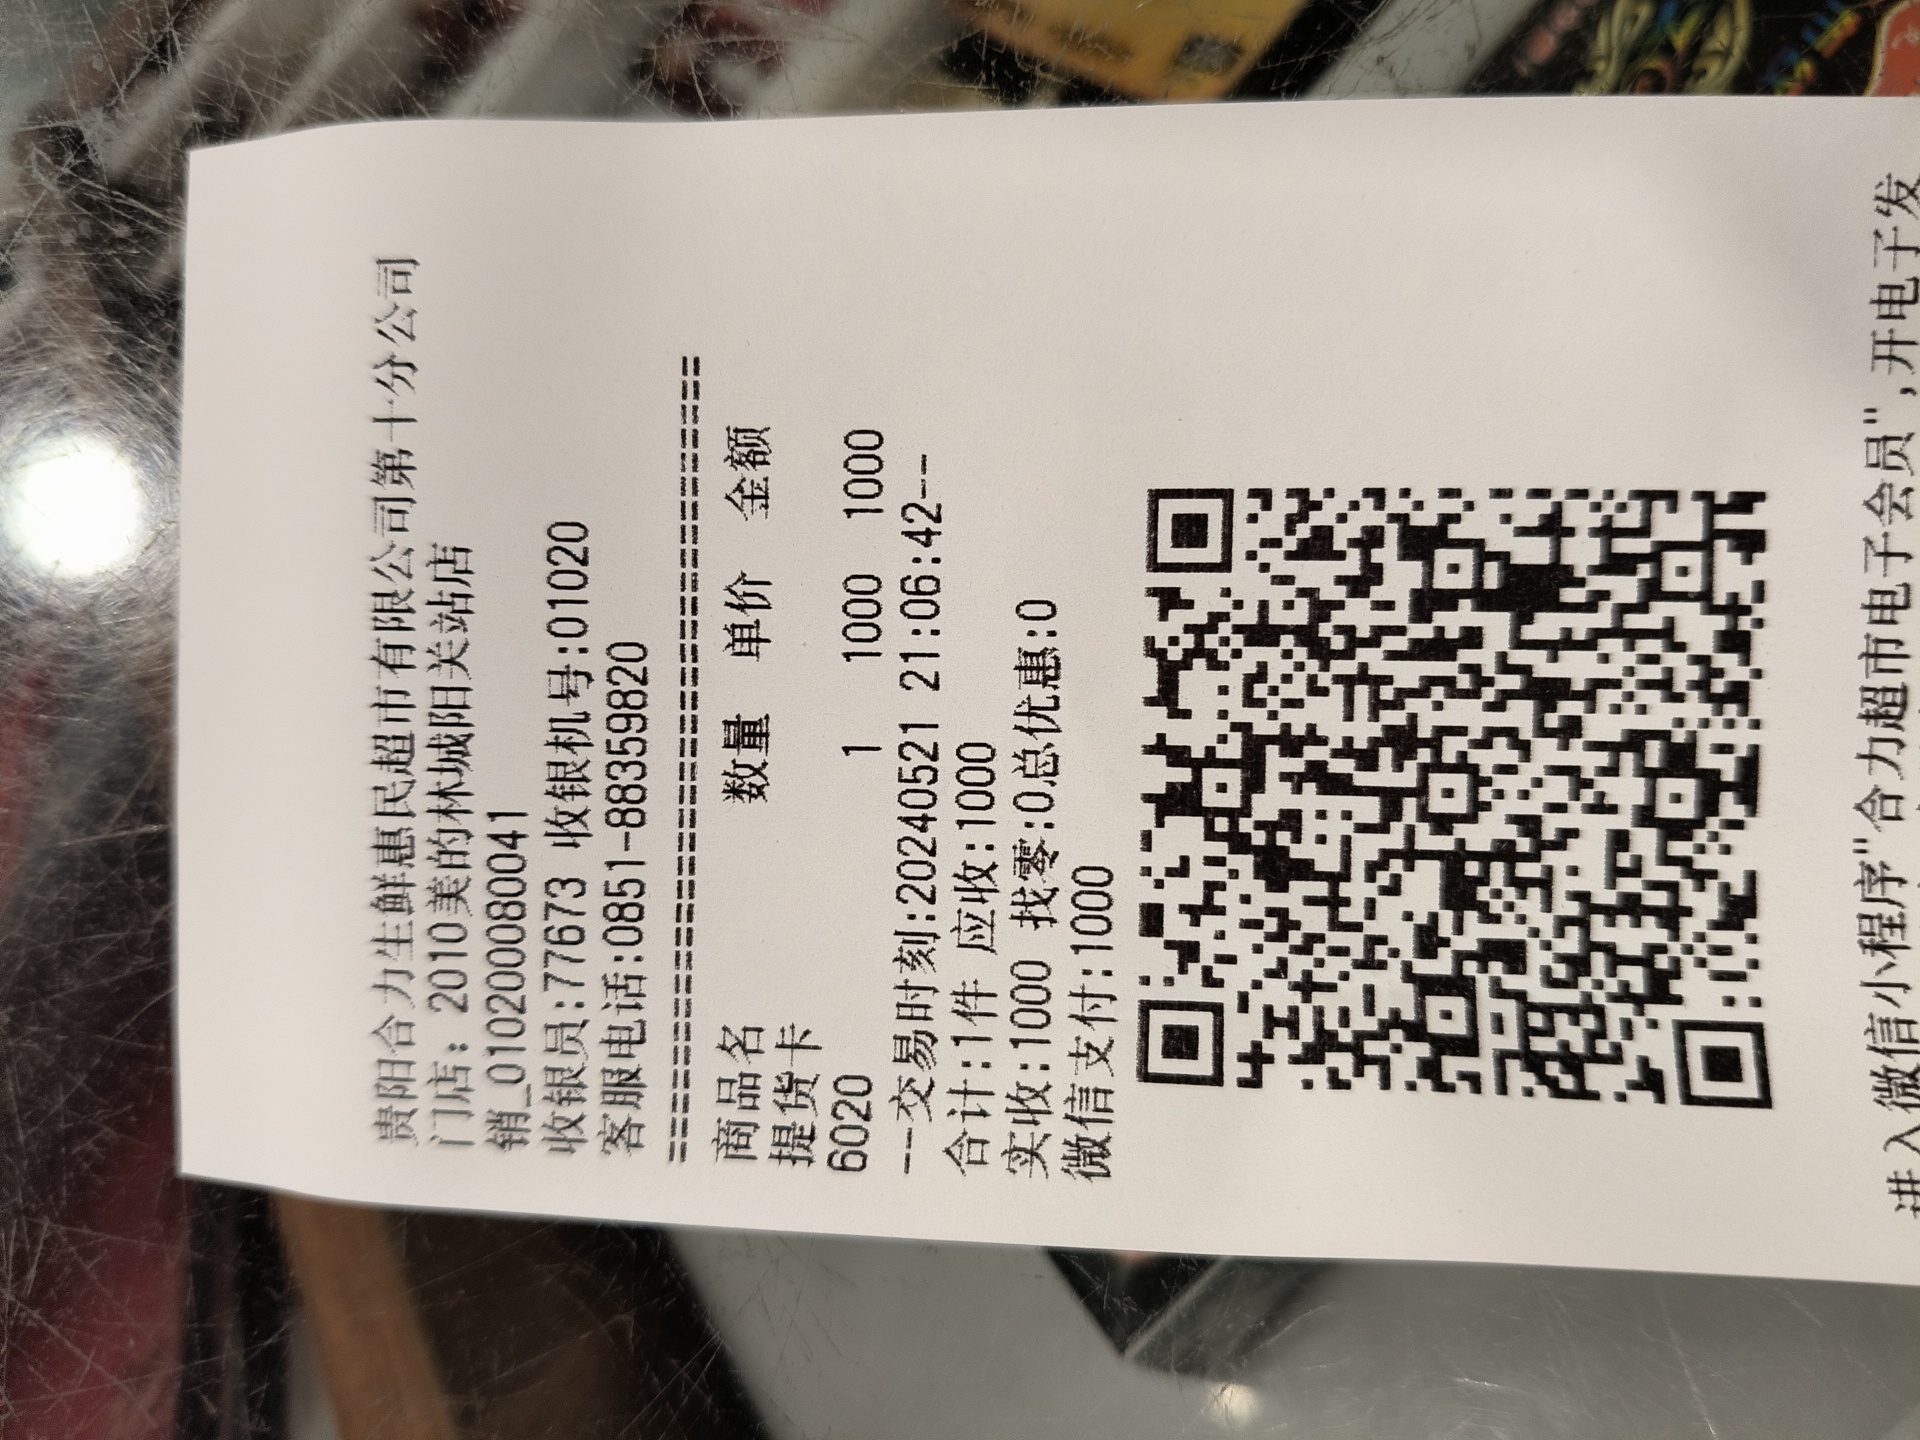 贵阳合力生鲜惠民超市有限公司第十分公司
门店：2010美的林城阳关站店
销_010200080041
收银员:77673 收银机号:01020
客服电话:0851-88359820
==========================================
商品名 数量 单价 金额
提货卡
6020 1 1000 1000
--交易时刻:20240521 21:06:42--
合计:1件 应收:1000
实收:1000 找零:0总优惠:0
微信支付:1000
进入微信小程序"合力超市电子会员",开电子发